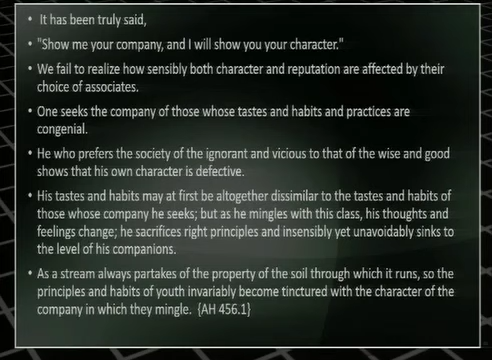 • It has been truly said,
• "Show me your company, and I will show you your character."
• We fail to realize how sensibly both character and reputation are affected by their
choice of associates.
• One seeks the company of those whose tastes and habits and practices are
congenial.
• He who prefers the society of the ignorant and vicious to that of the wise and good
shows that his own character is defective.
• His tastes and habits may at first be altogether dissimilar to the tastes and habits of
those whose company he seeks; but as he mingles with this class, his thoughts and
feelings change; he sacrifices right principles and insensibly yet unavoidably sinks to
the level of his companions.
• As a stream always partakes of the property of the soil through which it runs, so the
principles and habits of youth invariably become tinctured with the character of the
company in which they mingle. {AH 456.1}